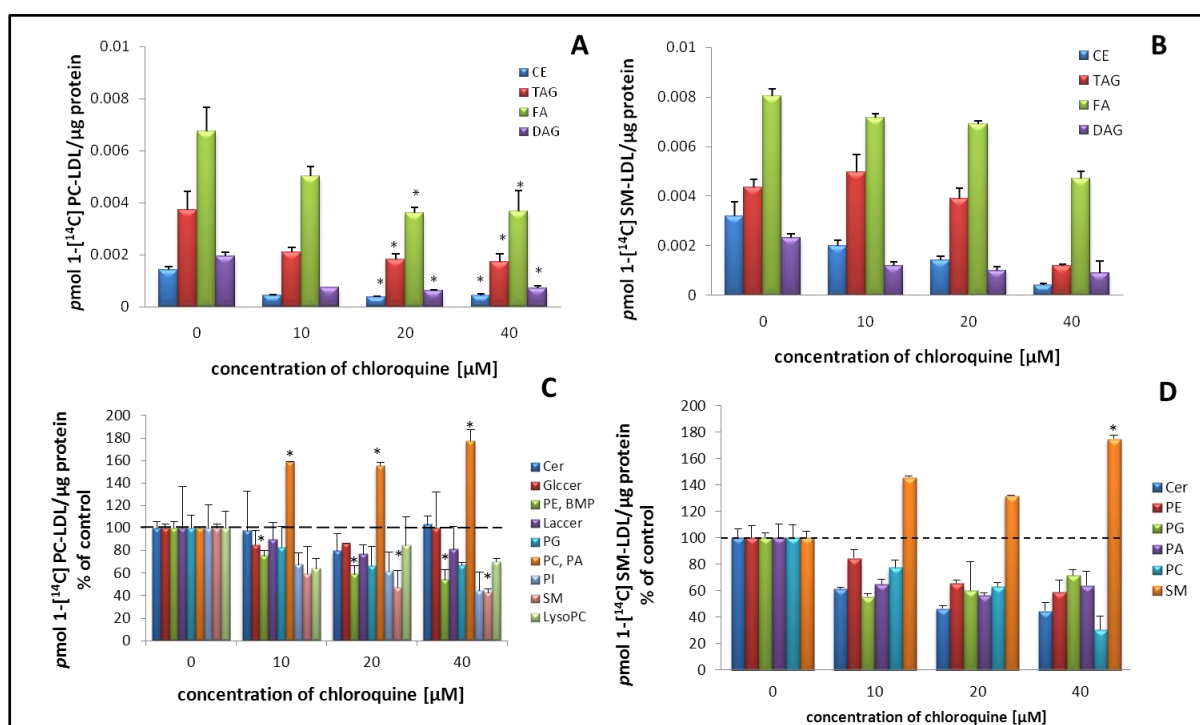 A
0.01
0.008
0.006
0.004
0.002
0
pmol 1-[¹⁴C] PC-LDL/µg protein
CE
TAG
FA
DAG
* * * *
* * * *
0 10 20 40
concentration of chloroquine [µM]
B
0.01
0.008
0.006
0.004
0.002
0
pmol 1-[¹⁴C] SM-LDL/µg protein
CE
TAG
FA
DAG
0 10 20 40
concentration of chloroquine [µM]
C
200
180
160
140
120
100
80
60
40
20
0
pmol 1-[¹⁴C] PC-LDL/µg protein
% of control
Cer
Glccer
PE, BMP
Laccer
PG
PC, PA
PI
SM
LysoPC
* *
* * *
* * *
0 10 20 40
concentration of chloroquine [µM]
D
200
180
160
140
120
100
80
60
40
20
0
pmol 1-[¹⁴C] SM-LDL/µg protein
% of control
Cer
PE
PG
PA
PC
SM
*
0 10 20 40
concentration of chloroquine [µM]